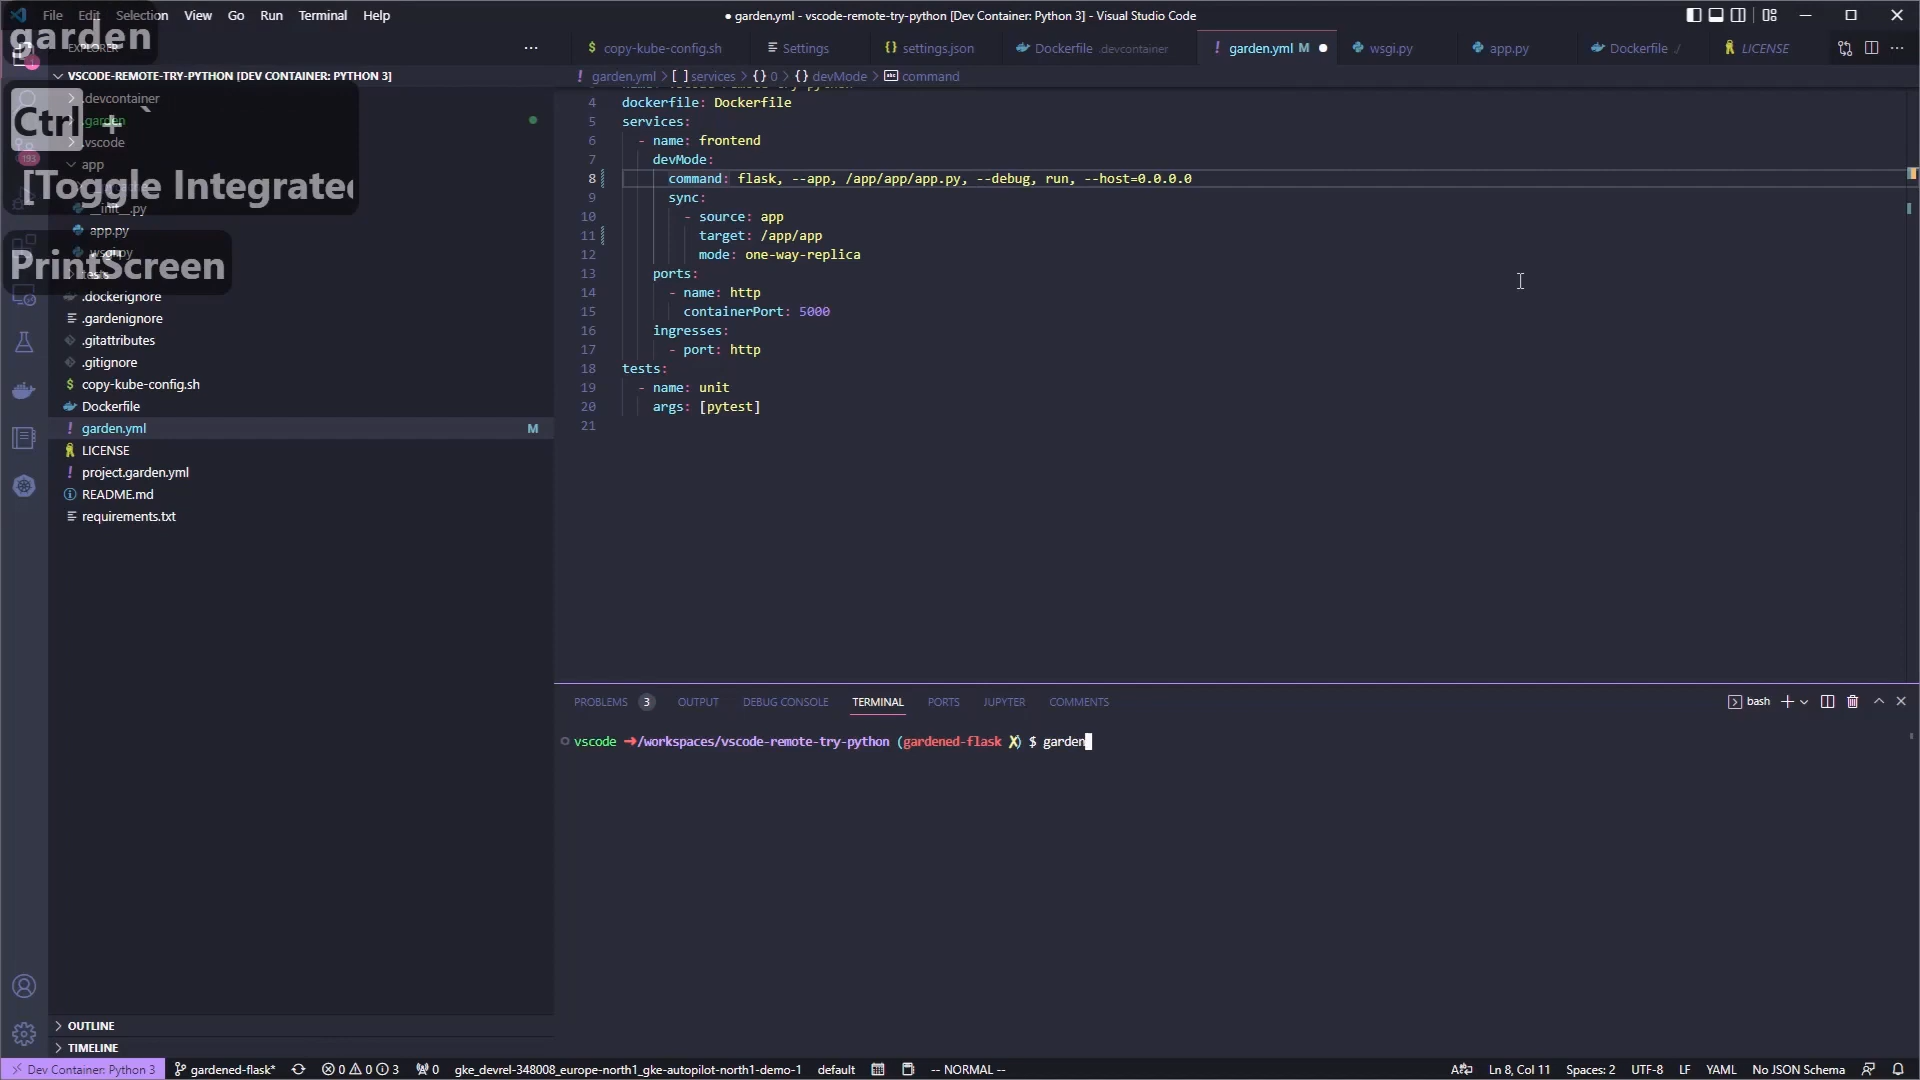 File Edit Selection View Go Run Terminal Help
● garden.yml - vscode-remote-try-python [Dev Container: Python 3] - Visual Studio Code
garden
EXPLORER
copy-kube-config.sh
Settings
settings.json
Dockerfile .devcontainer
garden.yml M
wsgi.py
app.py
Dockerfile ./
LICENSE
VSCODE-REMOTE-TRY-PYTHON [DEV CONTAINER: PYTHON 3]
garden.yml > [ ] services > {} 0 > {} devMode > command
.devcontainer
Ctrl + `
.garden
.vscode
193
app
[Toggle Integrate
__init__.py
app.py
wsgi.py
PrintScreen
tests
.dockerignore
.gardenignore
.gitattributes
.gitignore
copy-kube-config.sh
Dockerfile
garden.yml M
LICENSE
project.garden.yml
README.md
requirements.txt
OUTLINE
TIMELINE
4 dockerfile: Dockerfile
5 services:
6 - name: frontend
7 devMode:
8 command: flask, --app, /app/app/app.py, --debug, run, --host=0.0.0.0
9 sync:
10 - source: app
11 target: /app/app
12 mode: one-way-replica
13 ports:
14 - name: http
15 containerPort: 5000
16 ingresses:
17 - port: http
18 tests:
19 - name: unit
20 args: [pytest]
21
PROBLEMS 3 OUTPUT DEBUG CONSOLE TERMINAL PORTS JUPYTER COMMENTS
bash
vscode ➜/workspaces/vscode-remote-try-python (gardened-flask ✗) $ garden
Dev Container: Python 3 gardened-flask* 0 0 3 0 gke_devrel-348008_europe-north1_gke-autopilot-north1-demo-1 default -- NORMAL -- Ln 8, Col 11 Spaces: 2 UTF-8 LF YAML No JSON Schema